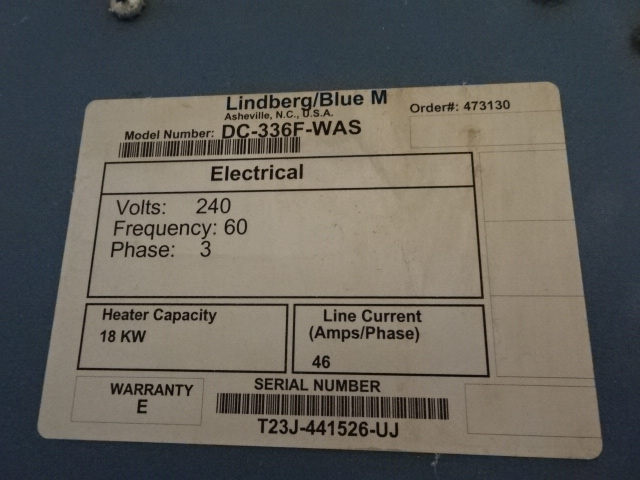 Lindberg/Blue M
Asheville, N.C., U.S.A.
Order#: 473130
Model Number: DC-336F-WAS
Electrical
Volts: 240
Frequency: 60
Phase: 3
Heater Capacity
18 KW
Line Current
(Amps/Phase)
46
WARRANTY
E
SERIAL NUMBER
T23J-441526-UJ